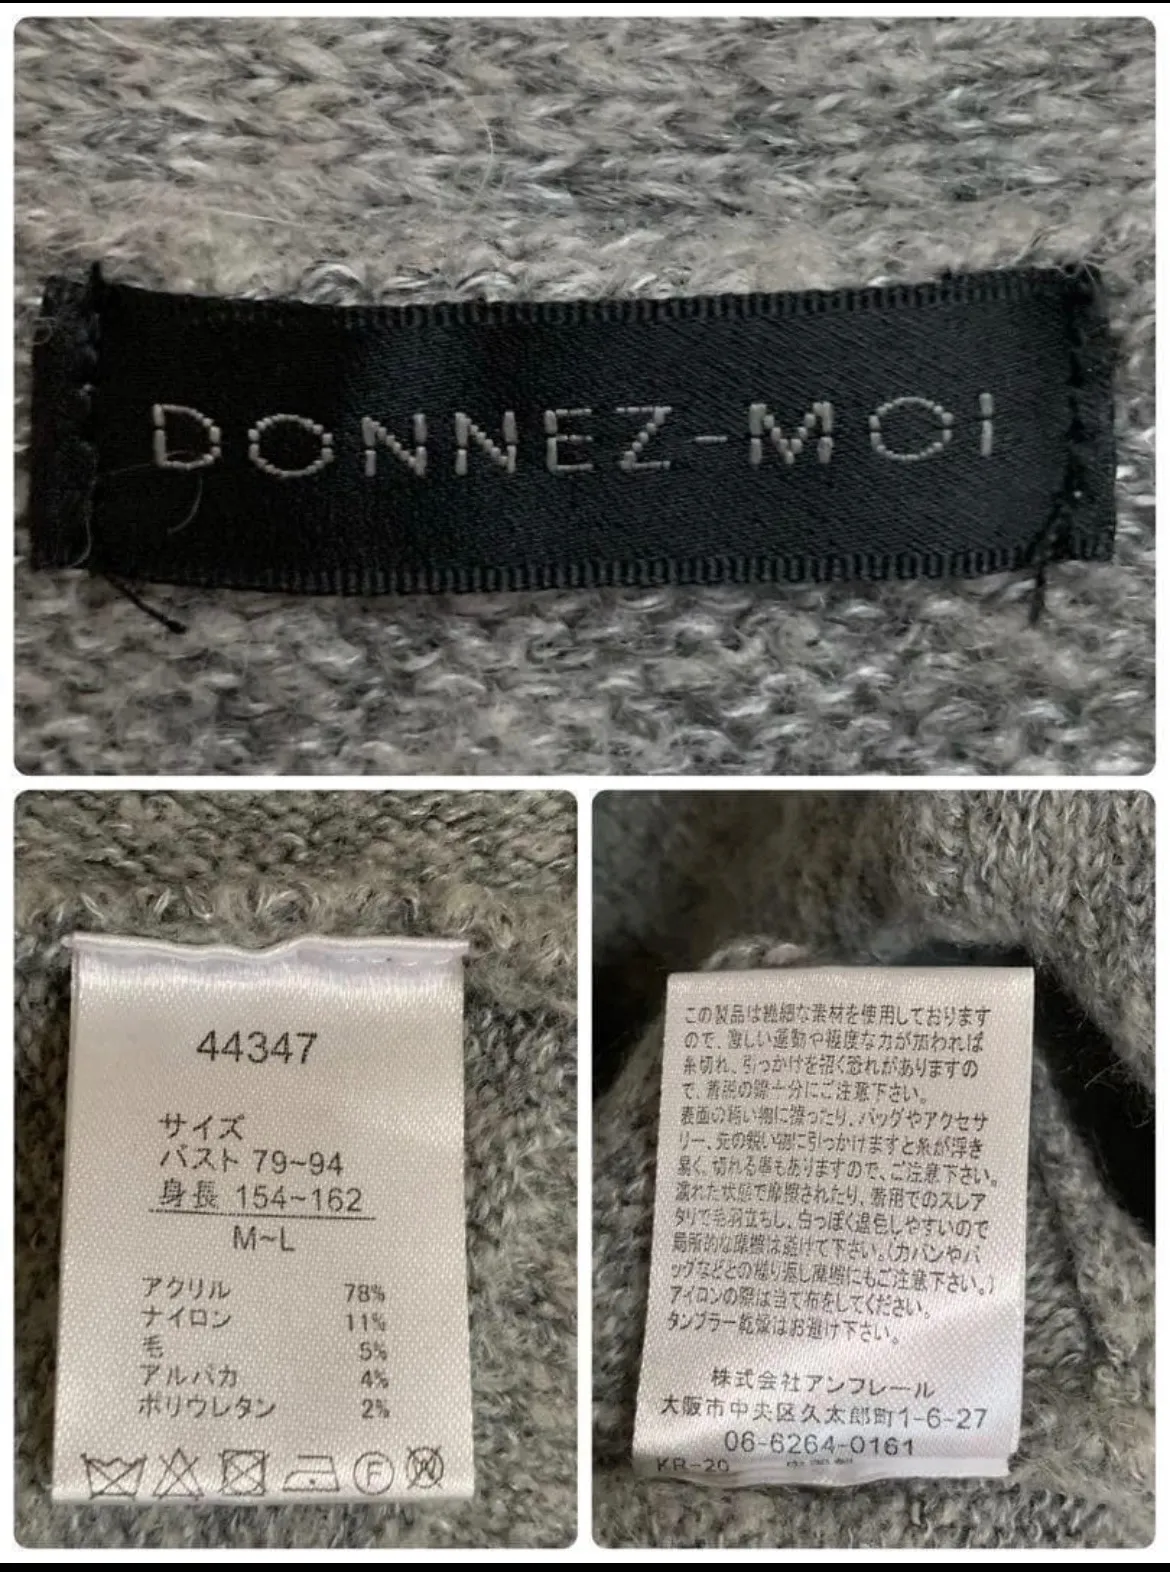 DONNEZ-MOI
44347
サイズ
バスト 79~94
身長 154~162
M~L
アクリル 78%
ナイロン 11%
毛 5%
アルパカ 4%
ポリウレタン 2%
F
W
この製品は繊細な素材を使用しております
ので、激しい運動や極度な力が加われば
糸切れ、引っかけを招く恐れがありますの
で、着脱の際十分にご注意下さい。
表面の粗い物に擦ったり、バッグやアクセサ
リー、先の鋭い物に引っかけますと糸が浮き
易く、切れる事もありますので、ご注意下さい。
濡れた状態で摩擦されたり、着用でのスレア
タリで毛羽立ちし、白っぽく退色しやすいので
局所的な摩擦は避けて下さい。(カバンやバ
ッグなどとの繰り返し摩擦にもご注意下さい。)
アイロンの際は当て布をしてください。
タンブラー乾燥はお避け下さい。
株式会社アンフレール
大阪市中央区久太郎町1-6-27
06-6264-0161
KR-20